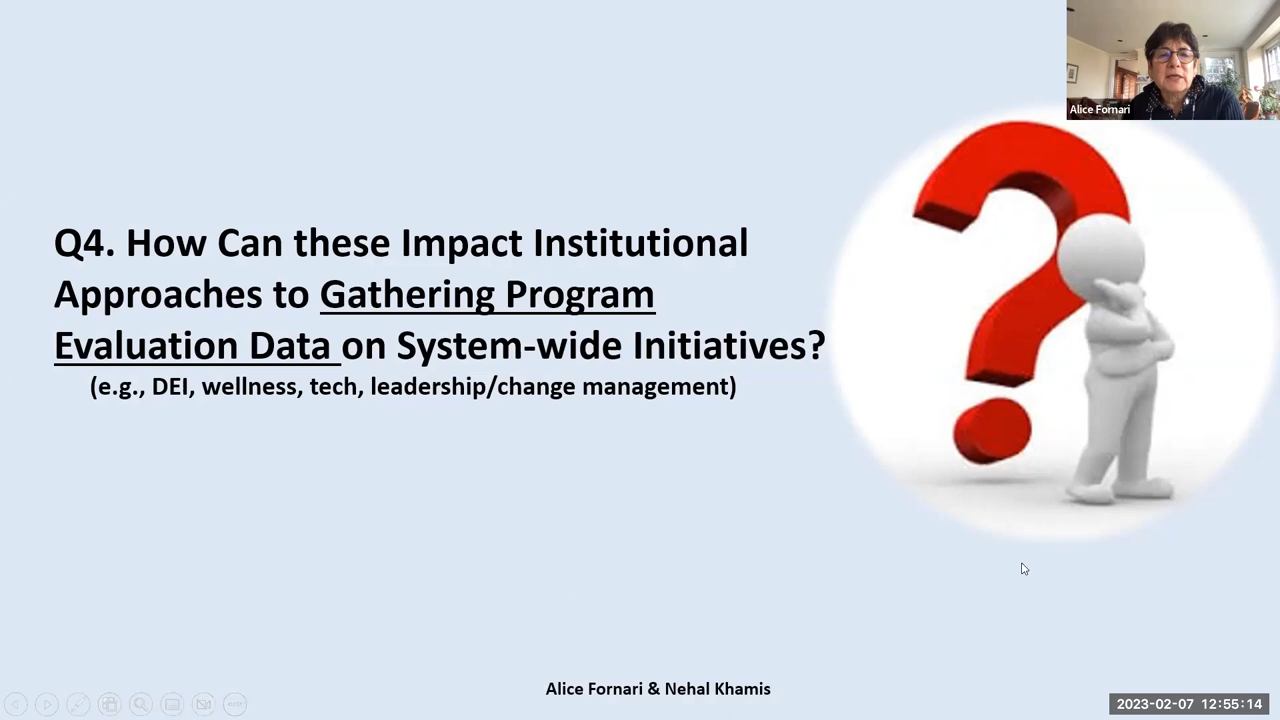 Alice Fornari
Q4. How Can these Impact Institutional
Approaches to Gathering Program
Evaluation Data on System-wide Initiatives?
(e.g., DEI, wellness, tech, leadership/change management)
Alice Fornari & Nehal Khamis
2023-02-07 12:55:14